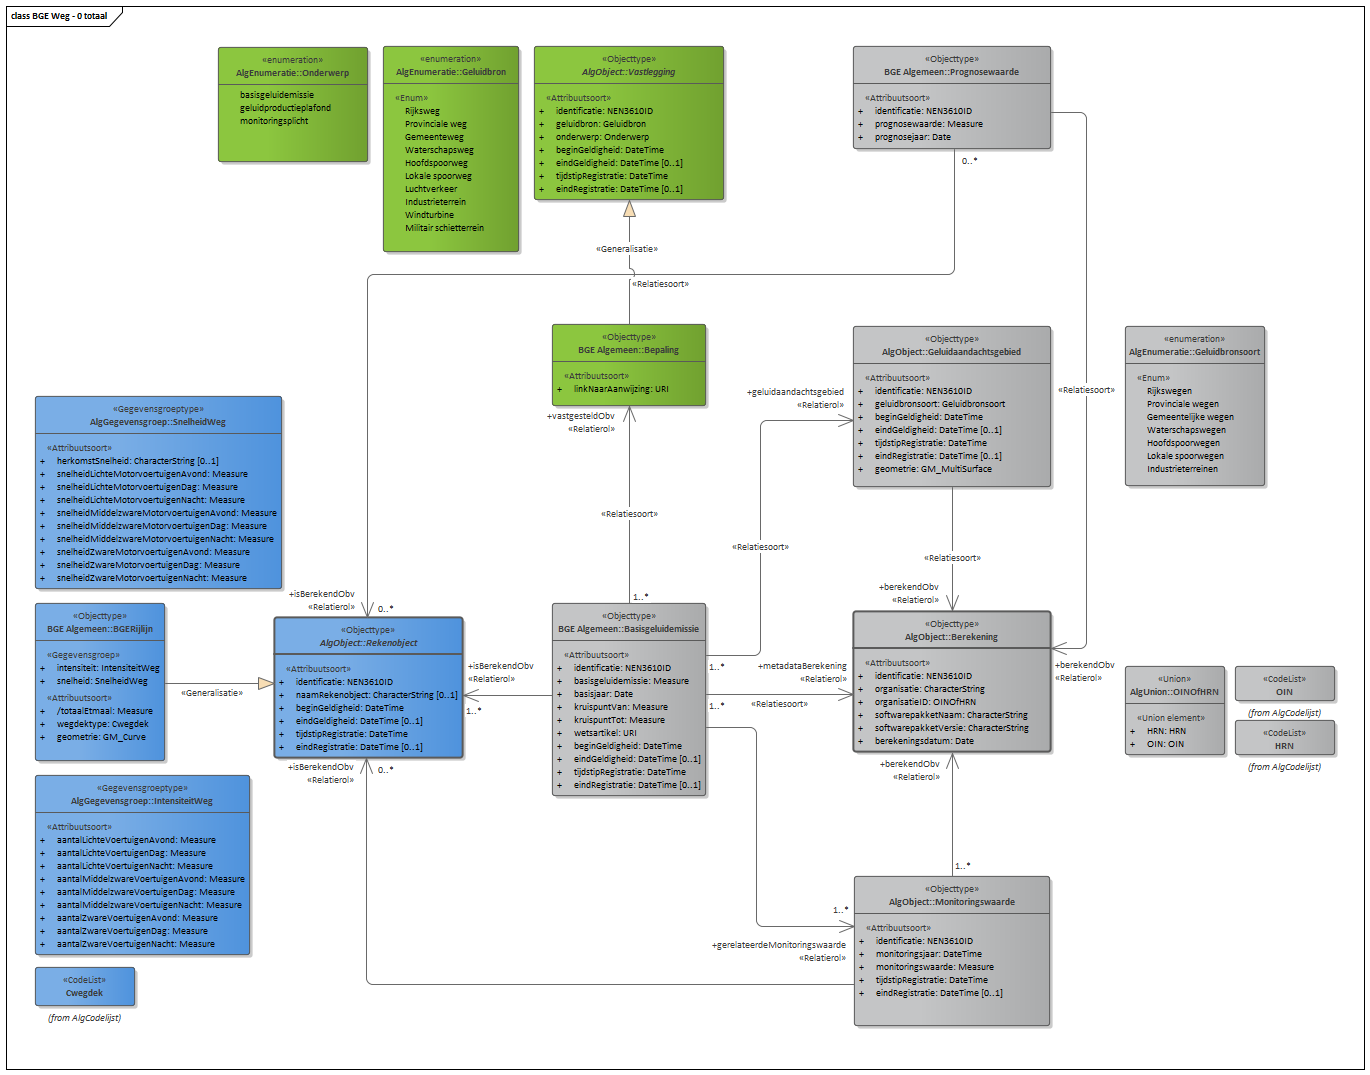 class BGE Weg - 0 totaal
«enumeration»
AlgEnumeratie::Onderwerp
basisgeluidemissie
geluidproductieplafond
monitoringsplicht
«enumeration»
AlgEnumeratie::Geluidbron
«Enum»
Rijksweg
Provinciale weg
Gemeenteweg
Waterschapsweg
Hoofdspoorweg
Lokale spoorweg
Luchtverkeer
Industrieterrein
Windturbine
Militair schietterrein
«Objecttype»
AlgObject::Vastlegging
«Attribuutsoort»
+ identificatie: NEN3610ID
+ geluidbron: Geluidbron
+ onderwerp: Onderwerp
+ beginGeldigheid: DateTime
+ eindGeldigheid: DateTime [0..1]
+ tijdstipRegistratie: DateTime
+ eindRegistratie: DateTime [0..1]
«Objecttype»
BGE Algemeen::Prognosewaarde
«Attribuutsoort»
+ identificatie: NEN3610ID
+ prognosewaarde: Measure
+ prognosejaar: Date
0..*
«Generalisatie»
«Relatiesoort»
«Objecttype»
BGE Algemeen::Bepaling
«Attribuutsoort»
+ linkNaarAanwijzing: URI
+vastgesteldObv
«Relatierol»
«Relatiesoort»
1..*
«Objecttype»
AlgObject::Geluidaandachtsgebied
«Attribuutsoort»
+ identificatie: NEN3610ID
+ geluidbronsoort: Geluidbronsoort
+ beginGeldigheid: DateTime
+ eindGeldigheid: DateTime [0..1]
+ tijdstipRegistratie: DateTime
+ eindRegistratie: DateTime [0..1]
+ geometrie: GM_MultiSurface
+geluidaandachtsgebied
«Relatierol»
«Relatiesoort»
«Relatiesoort»
«Relatiesoort»
«enumeration»
AlgEnumeratie::Geluidbronsoort
«Enum»
Rijkswegen
Provinciale wegen
Gemeentelijke wegen
Waterschapswegen
Hoofdspoorwegen
Lokale spoorwegen
Industrieterreinen
«Gegevensgroeptype»
AlgGegevensgroep::SnelheidWeg
«Attribuutsoort»
+ herkomstSnelheid: CharacterString [0..1]
+ snelheidLichteMotorvoertuigenAvond: Measure
+ snelheidLichteMotorvoertuigenDag: Measure
+ snelheidLichteMotorvoertuigenNacht: Measure
+ snelheidMiddelzwareMotorvoertuigenAvond: Measure
+ snelheidMiddelzwareMotorvoertuigenDag: Measure
+ snelheidMiddelzwareMotorvoertuigenNacht: Measure
+ snelheidZwareMotorvoertuigenAvond: Measure
+ snelheidZwareMotorvoertuigenDag: Measure
+ snelheidZwareMotorvoertuigenNacht: Measure
«Objecttype»
BGE Algemeen::BGERijlijn
«Gegevensgroep»
+ intensiteit: IntensiteitWeg
+ snelheid: SnelheidWeg
«Attribuutsoort»
+ /totaalEtmaal: Measure
+ wegdektype: Cwegdek
+ geometrie: GM_Curve
«Generalisatie»
+isBerekendObv
«Relatierol»
0..*
«Objecttype»
AlgObject::Rekenobject
«Attribuutsoort»
+ identificatie: NEN3610ID
+ naamRekenobject: CharacterString [0..1]
+ beginGeldigheid: DateTime
+ eindGeldigheid: DateTime [0..1]
+ tijdstipRegistratie: DateTime
+ eindRegistratie: DateTime [0..1]
+isBerekendObv
«Relatierol»
0..*
+isBerekendObv
«Relatierol»
1..*
«Objecttype»
BGE Algemeen::Basisgeluidemissie
«Attribuutsoort»
+ identificatie: NEN3610ID
+ basisgeluidemissie: Measure
+ basisjaar: Date
+ kruispuntVan: Measure
+ kruispuntTot: Measure
+ wetsartikel: URI
+ beginGeldigheid: DateTime
+ eindGeldigheid: DateTime [0..1]
+ tijdstipRegistratie: DateTime
+ eindRegistratie: DateTime [0..1]
1..*
+metadataBerekening
«Relatierol»
1..*
«Relatiesoort»
+berekendObv
«Relatierol»
«Objecttype»
AlgObject::Berekening
«Attribuutsoort»
+ identificatie: NEN3610ID
+ organisatie: CharacterString
+ organisatieID: OINOfHRN
+ softwarepakketNaam: CharacterString
+ softwarepakketVersie: CharacterString
+ berekeningsdatum: Date
+berekendObv
«Relatierol»
+berekendObv
«Relatierol»
«Union»
AlgUnion::OINOfHRN
«Union element»
+ HRN: HRN
+ OIN: OIN
«CodeList»
OIN
(from AlgCodelijst)
«CodeList»
HRN
(from AlgCodelijst)
«Gegevensgroeptype»
AlgGegevensgroep::IntensiteitWeg
«Attribuutsoort»
+ aantalLichteVoertuigenAvond: Measure
+ aantalLichteVoertuigenDag: Measure
+ aantalLichteVoertuigenNacht: Measure
+ aantalMiddelzwareVoertuigenAvond: Measure
+ aantalMiddelzwareVoertuigenDag: Measure
+ aantalMiddelzwareVoertuigenNacht: Measure
+ aantalZwareVoertuigenAvond: Measure
+ aantalZwareVoertuigenDag: Measure
+ aantalZwareVoertuigenNacht: Measure
1..*
1..*
+gerelateerdeMonitoringswaarde
«Relatierol»
«Objecttype»
AlgObject::Monitoringswaarde
«Attribuutsoort»
+ identificatie: NEN3610ID
+ monitoringsjaar: DateTime
+ monitoringswaarde: Measure
+ tijdstipRegistratie: DateTime
+ eindRegistratie: DateTime [0..1]
«CodeList»
Cwegdek
(from AlgCodelijst)